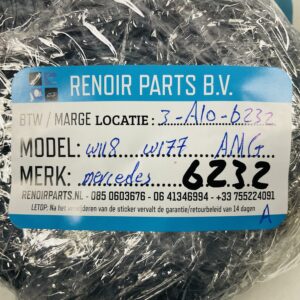 RENOIR PARTS B.V.
BTW / MARGE LOCATIE : 3-A10-6232
MODEL: W118 W177 AMG
MERK: mercedes 6232
RENOIRPARTS.NL - 085 0603676 - 06 41346994 - +33 755224091
LETOP: Na het verwijderen van de sticker vervalt de garantie/retourbeleid van 14 dagen
A